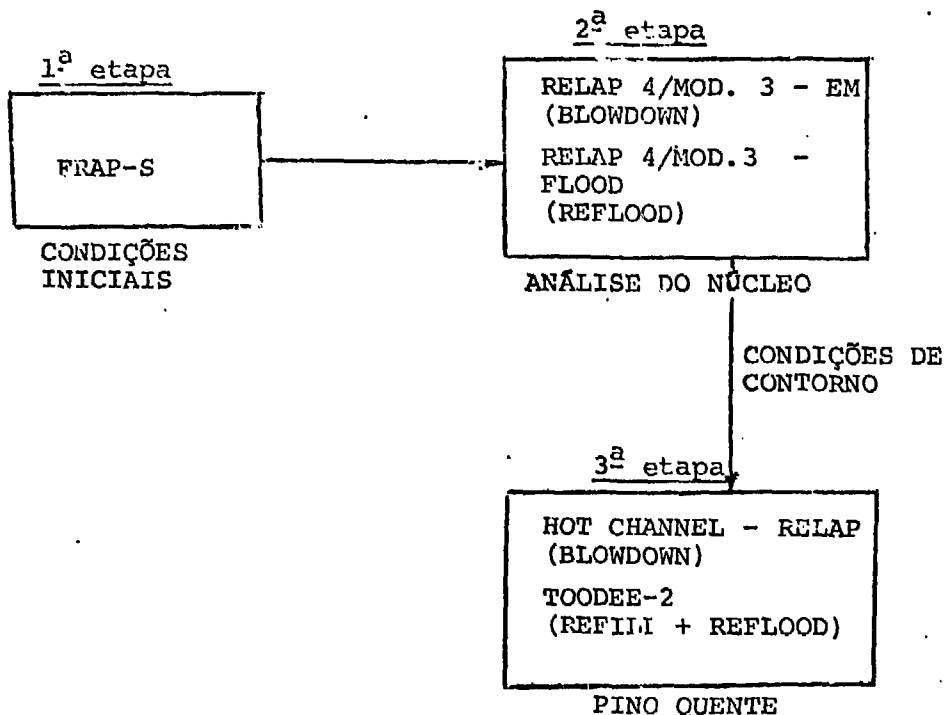 1ª etapa
FRAP-S
CONDIÇÕES
INICIAIS
2ª etapa
RELAP 4/MOD. 3 - EM
(BLOWDOWN)
RELAP 4/MOD.3 -
FLOOD
(REFLOOD)
ANÁLISE DO NÚCLEO
CONDIÇÕES DE
CONTORNO
3ª etapa
HOT CHANNEL - RELAP
(BLOWDOWN)
TOODEE-2
(REFILL + REFLOOD)
PINO QUENTE